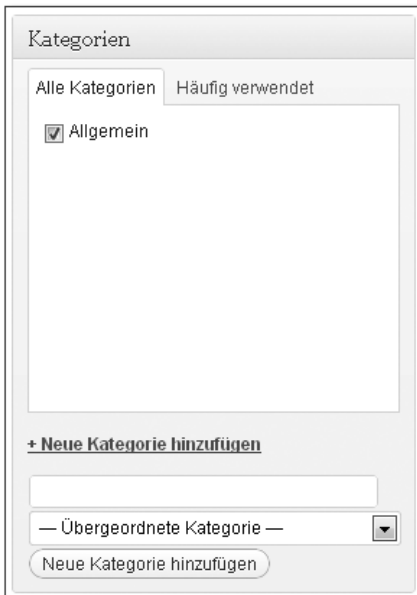 Kategorien
Alle Kategorien Häufig verwendet
Allgemein
+ Neue Kategorie hinzufügen
— Übergeordnete Kategorie —
Neue Kategorie hinzufügen